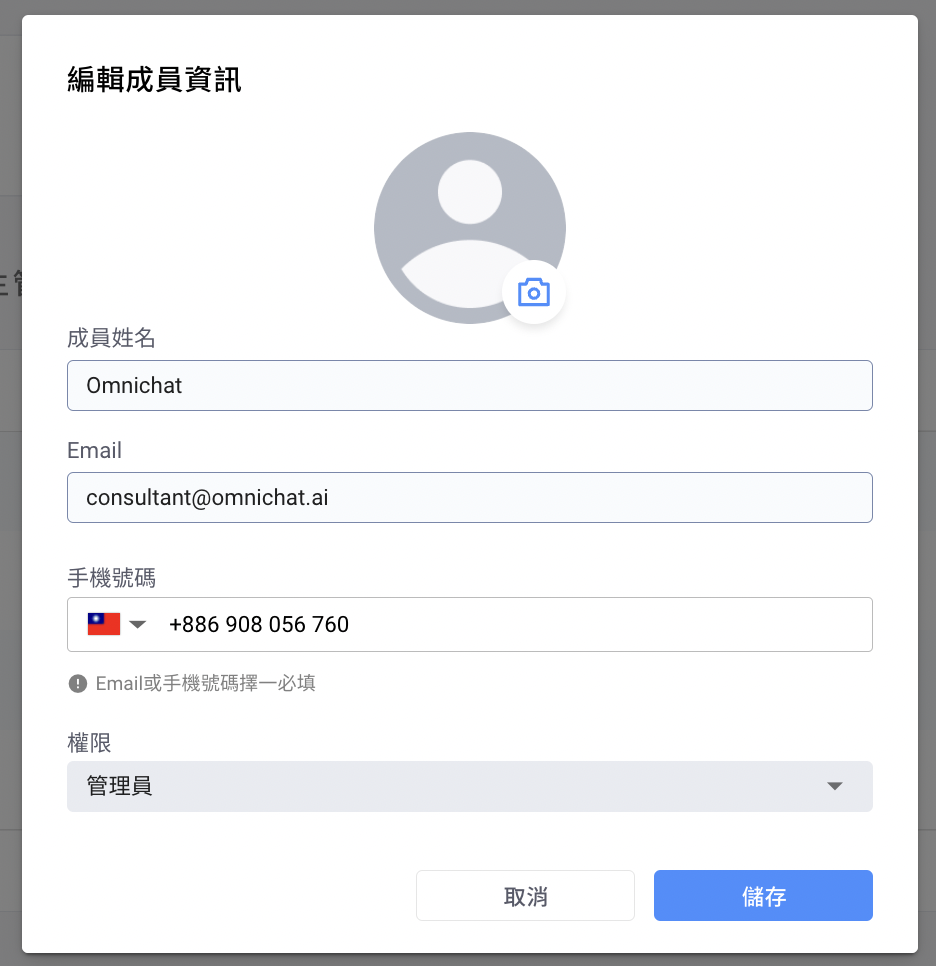 編輯成員資訊
成員姓名
Omnichat
Email
consultant@omnichat.ai
手機號碼
+886 908 056 760
Email或手機號碼擇一必填
權限
管理員
取消
儲存